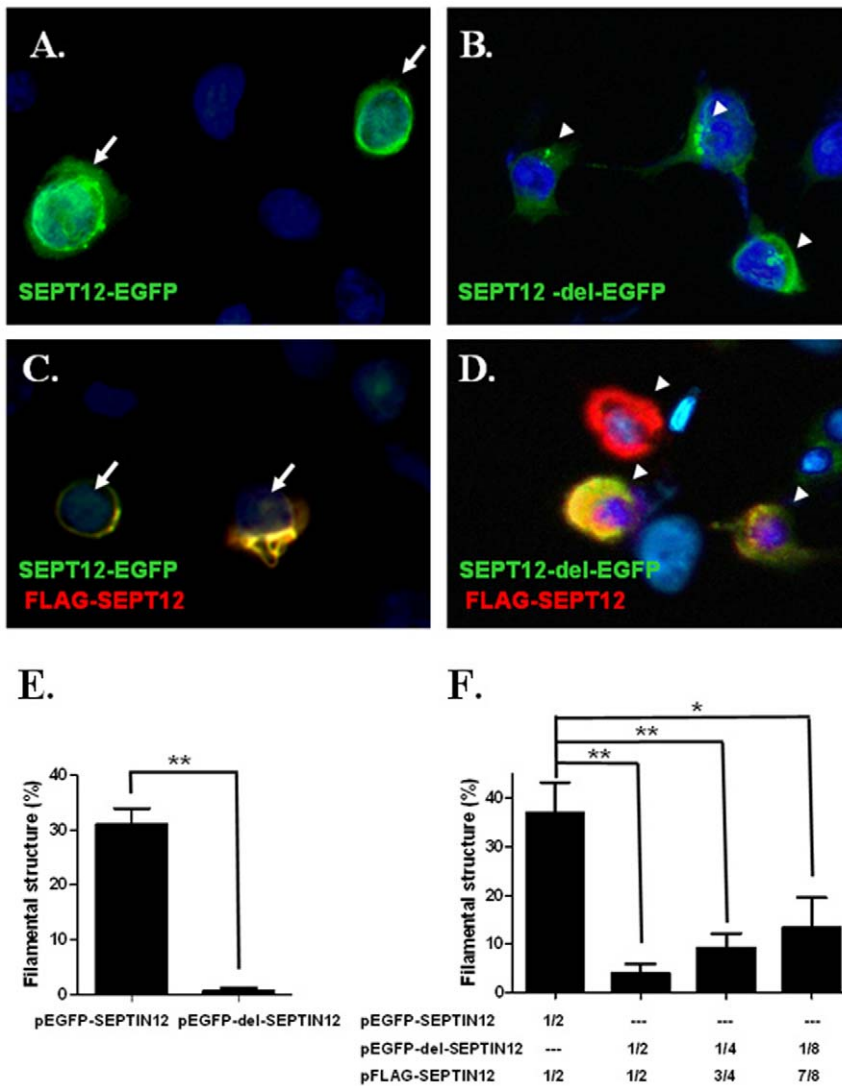 A.
B.
SEPT12-EGFP
SEPT12 -del-EGFP
C.
D.
SEPT12-EGFP
FLAG-SEPT12
SEPT12-del-EGFP
FLAG-SEPT12
E.
F.
**
Filamental structure (%)
40
30
20
10
0
pEGFP-SEPTIN12 pEGFP-del-SEPTIN12
*
**
**
Filamental structure (%)
40
30
20
10
0
pEGFP-SEPTIN12 1/2 --- --- ---
pEGFP-del-SEPTIN12 --- 1/2 1/4 1/8
pFLAG-SEPTIN12 1/2 1/2 3/4 7/8